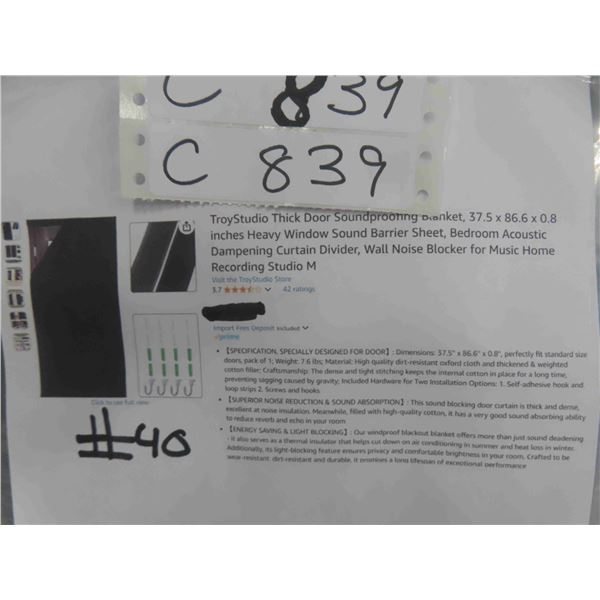 C 839
C 839
TroyStudio Thick Door Soundproofing Blanket, 37.5 x 86.6 x 0.8
inches Heavy Window Sound Barrier Sheet, Bedroom Acoustic
Dampening Curtain Divider, Wall Noise Blocker for Music Home
Recording Studio M
Visit the TroyStudio Store
3.7 42 ratings
Import Fees Deposit Included
prime
• 【SPECIFICATION, SPECIALLY DESIGNED FOR DOOR】: Dimensions: 37.5" x 86.6" x 0.8", perfectly fit standard size
doors, pack of 1; Weight: 7.6 lbs; Material: High quality dirt-resistant oxford cloth and thickened & weighted
cotton filler; Craftsmanship: The dense and tight stitching keeps the internal cotton in place for a long time,
preventing sagging caused by gravity; Included Hardware for Two Installation Options: 1. Self-adhesive hook and
loop strips 2. Screws and hooks
• 【SUPERIOR NOISE REDUCTION & SOUND ABSORPTION】: This sound blocking door curtain is thick and dense,
excellent at noise insulation. Meanwhile, filled with high-quality cotton, it has a very good sound absorbing ability
to reduce reverb and echo in your room
• 【ENERGY SAVING & LIGHT BLOCKING】: Our windproof blackout blanket offers more than just sound deadening
- it also serves as a thermal insulator that helps cut down on air conditioning in summer and heat loss in winter.
Additionally, its light-blocking feature ensures privacy and comfortable brightness in your room. Crafted to be
wear-resistant, dirt-resistant and durable, it promises a long lifespan of exceptional performance
Click to see full view
#40